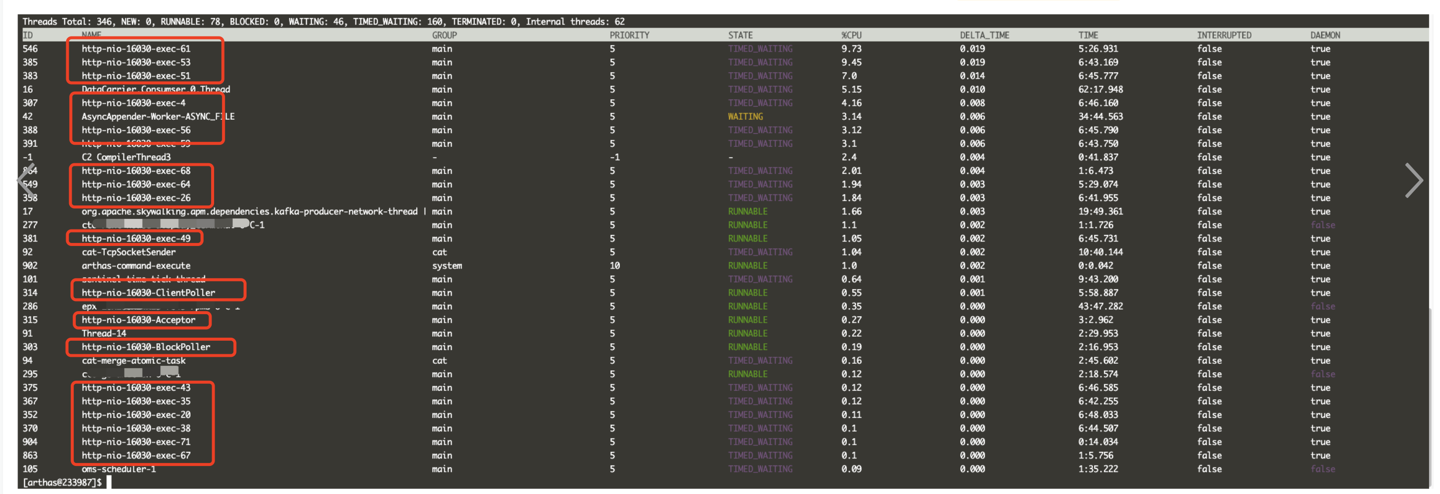 Threads Total: 346, NEW: 0, RUNNABLE: 78, BLOCKED: 0, WAITING: 46, TIMED_WAITING: 160, TERMINATED: 0, Internal threads: 62
ID NAME GROUP PRIORITY STATE %CPU DELTA_TIME TIME INTERRUPTED DAEMON
546 http-nio-16030-exec-61 main 5 TIMED_WAITING 9.73 0.019 5:26.931 false true
385 http-nio-16030-exec-53 main 5 TIMED_WAITING 9.45 0.019 6:43.169 false true
383 http-nio-16030-exec-51 main 5 TIMED_WAITING 7.0 0.014 6:45.777 false true
16 DataCarrier.Consumser.0.Thread main 5 TIMED_WAITING 5.15 0.010 62:17.948 false true
307 http-nio-16030-exec-4 main 5 TIMED_WAITING 4.16 0.008 6:46.160 false true
42 AsyncAppender-Worker-ASYNC_FILE main 5 WAITING 3.14 0.006 34:44.563 false true
388 http-nio-16030-exec-56 main 5 TIMED_WAITING 3.12 0.006 6:45.790 false true
391 http-nio-16030-exec-59 main 5 TIMED_WAITING 3.1 0.006 6:43.750 false true
-1 C2 CompilerThread3 - -1 - 2.4 0.004 0:41.837 false true
864 http-nio-16030-exec-68 main 5 TIMED_WAITING 2.01 0.004 1:6.473 false true
549 http-nio-16030-exec-64 main 5 TIMED_WAITING 1.94 0.003 5:29.074 false true
398 http-nio-16030-exec-26 main 5 TIMED_WAITING 1.84 0.003 6:41.955 false true
17 org.apache.skywalking.apm.dependencies.kafka-producer-network-thread | main 5 RUNNABLE 1.66 0.003 19:49.361 false true
277 C-1 main 5 RUNNABLE 1.1 0.002 1:1.726 false false
381 http-nio-16030-exec-49 main 5 RUNNABLE 1.05 0.002 6:45.731 false true
92 cat-TcpSocketSender cat 5 TIMED_WAITING 1.04 0.002 10:40.144 false true
902 arthas-command-execute system 10 RUNNABLE 1.0 0.002 0:0.042 false true
101 sentinel-time-tick-thread main 5 TIMED_WAITING 0.64 0.001 9:43.200 false true
314 http-nio-16030-ClientPoller main 5 RUNNABLE 0.55 0.001 5:58.887 false true
286 main 5 RUNNABLE 0.35 0.000 43:47.282 false false
315 http-nio-16030-Acceptor main 5 RUNNABLE 0.27 0.000 3:2.962 false true
91 Thread-14 main 5 RUNNABLE 0.22 0.000 2:29.953 false true
303 http-nio-16030-BlockPoller main 5 RUNNABLE 0.19 0.000 2:16.953 false true
94 cat-merge-atomic-task cat 5 TIMED_WAITING 0.16 0.000 2:45.602 false true
295 main 5 RUNNABLE 0.12 0.000 2:18.574 false false
375 http-nio-16030-exec-43 main 5 TIMED_WAITING 0.12 0.000 6:46.585 false true
367 http-nio-16030-exec-35 main 5 TIMED_WAITING 0.12 0.000 6:42.255 false true
352 http-nio-16030-exec-20 main 5 TIMED_WAITING 0.11 0.000 6:48.033 false true
370 http-nio-16030-exec-38 main 5 TIMED_WAITING 0.1 0.000 6:44.507 false true
904 http-nio-16030-exec-71 main 5 TIMED_WAITING 0.1 0.000 0:14.034 false true
863 http-nio-16030-exec-67 main 5 TIMED_WAITING 0.1 0.000 1:5.756 false true
105 oms-scheduler-1 main 5 TIMED_WAITING 0.09 0.000 1:35.222 false false
[arthas@233987]$